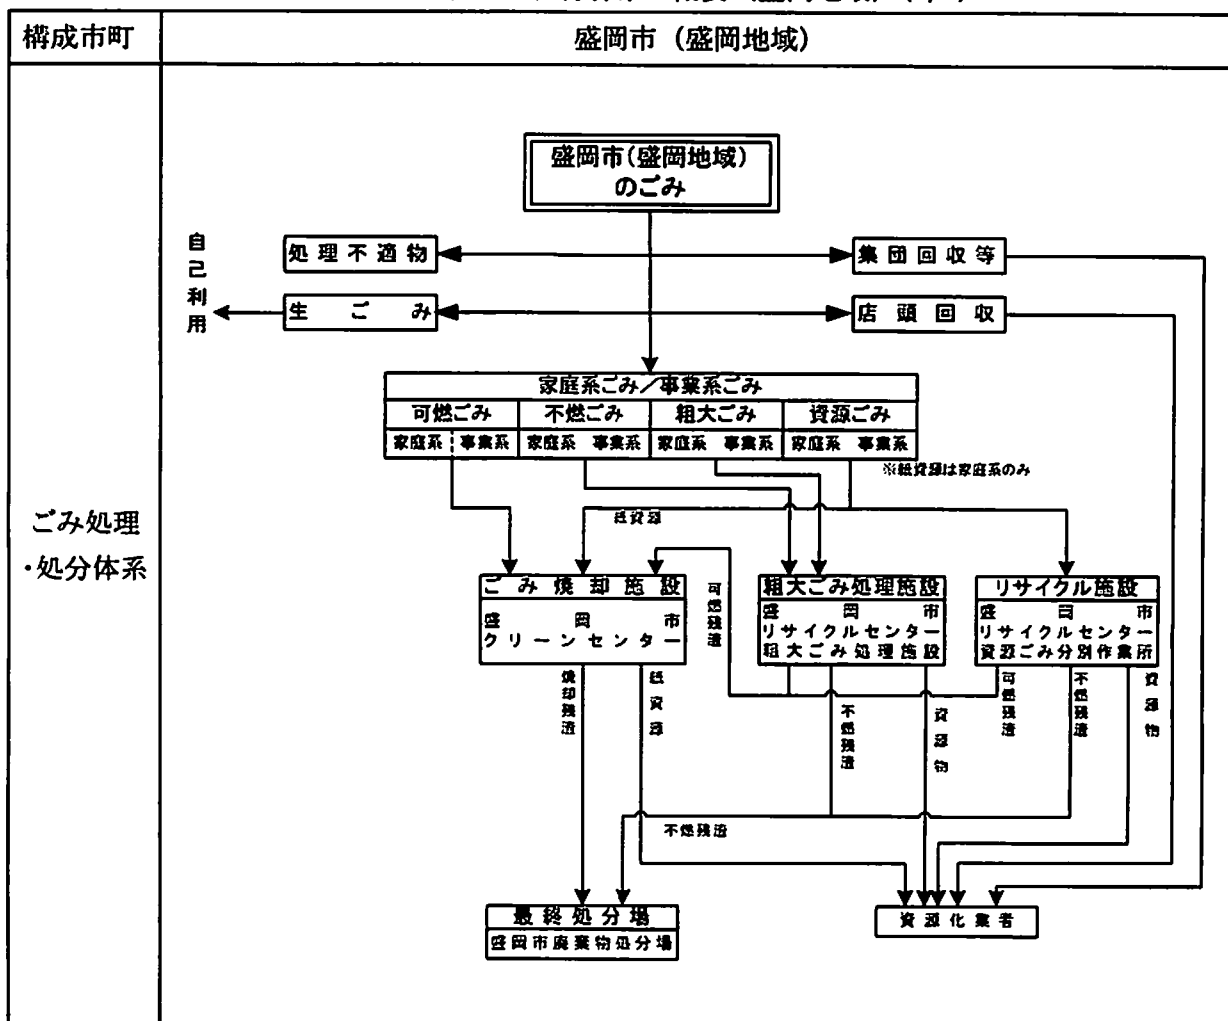 構成市町
盛岡市（盛岡地域）
ごみ処理
・処分体系
盛岡市(盛岡地域)
のごみ
自己利用
処理不適物
集団回収等
生ごみ
店頭回収
家庭系ごみ／事業系ごみ
可燃ごみ 不燃ごみ 粗大ごみ 資源ごみ
家庭系 事業系 家庭系 事業系 家庭系 事業系 家庭系 事業系
※紙資源は家庭系のみ
紙資源
ごみ焼却施設
盛岡市
クリーンセンター
可燃残渣
粗大ごみ処理施設
盛岡市
リサイクルセンター
粗大ごみ処理施設
リサイクル施設
盛岡市
リサイクルセンター
資源ごみ分別作業所
焼却残渣
紙資源
不燃残渣
資源物
可燃残渣
不燃残渣
資源物
不燃残渣
最終処分場
盛岡市廃棄物処分場
資源化業者